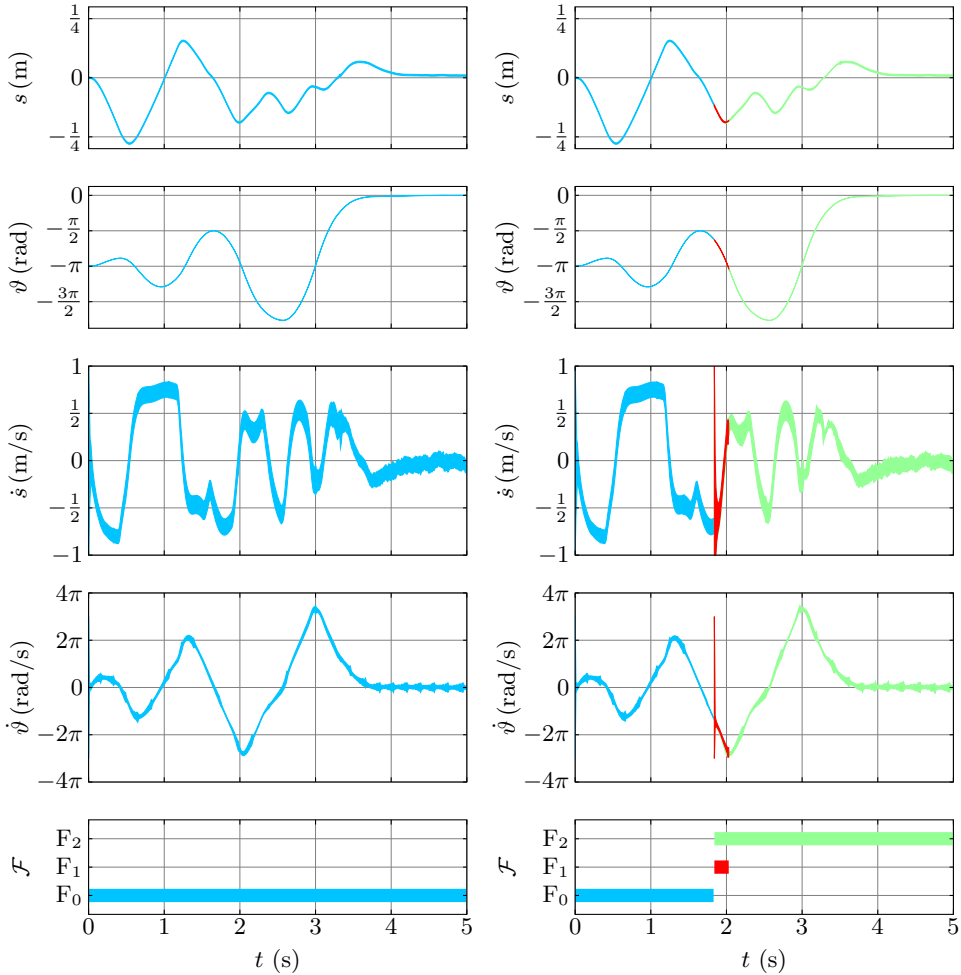 1/4
0
−1/4
s (m)
1/4
0
−1/4
s (m)
0
−π/2
−π
−3π/2
ϑ (rad)
0
−π/2
−π
−3π/2
ϑ (rad)
1
1/2
0
−1/2
−1
ṡ (m/s)
1
1/2
0
−1/2
−1
ṡ (m/s)
4π
2π
0
−2π
−4π
ϑ̇ (rad/s)
4π
2π
0
−2π
−4π
ϑ̇ (rad/s)
F₂
F₁
F₀
ℱ
0 1 2 3 4 5
t (s)
F₂
F₁
F₀
ℱ
0 1 2 3 4 5
t (s)